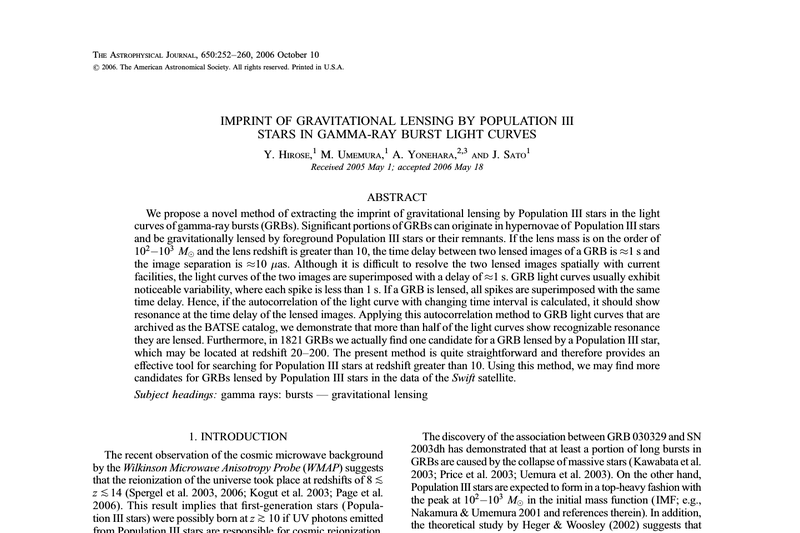 THE ASTROPHYSICAL JOURNAL, 650:252–260, 2006 October 10
© 2006. The American Astronomical Society. All rights reserved. Printed in U.S.A.
IMPRINT OF GRAVITATIONAL LENSING BY POPULATION III
STARS IN GAMMA-RAY BURST LIGHT CURVES
Y. HIROSE,¹ M. UMEMURA,¹ A. YONEHARA,²,³ AND J. SATO¹
Received 2005 May 1; accepted 2006 May 18
ABSTRACT
We propose a novel method of extracting the imprint of gravitational lensing by Population III stars in the light
curves of gamma-ray bursts (GRBs). Significant portions of GRBs can originate in hypernovae of Population III stars
and be gravitationally lensed by foreground Population III stars or their remnants. If the lens mass is on the order of
10²–10³ M☉ and the lens redshift is greater than 10, the time delay between two lensed images of a GRB is ≈1 s and
the image separation is ≈10 μas. Although it is difficult to resolve the two lensed images spatially with current
facilities, the light curves of the two images are superimposed with a delay of ≈1 s. GRB light curves usually exhibit
noticeable variability, where each spike is less than 1 s. If a GRB is lensed, all spikes are superimposed with the same
time delay. Hence, if the autocorrelation of the light curve with changing time interval is calculated, it should show
resonance at the time delay of the lensed images. Applying this autocorrelation method to GRB light curves that are
archived as the BATSE catalog, we demonstrate that more than half of the light curves show recognizable resonance
they are lensed. Furthermore, in 1821 GRBs we actually find one candidate for a GRB lensed by a Population III star,
which may be located at redshift 20–200. The present method is quite straightforward and therefore provides an
effective tool for searching for Population III stars at redshift greater than 10. Using this method, we may find more
candidates for GRBs lensed by Population III stars in the data of the Swift satellite.
Subject headings: gamma rays: bursts — gravitational lensing
1. INTRODUCTION
The recent observation of the cosmic microwave background
by the Wilkinson Microwave Anisotropy Probe (WMAP) suggests
that the reionization of the universe took place at redshifts of 8 ≲
z ≲ 14 (Spergel et al. 2003, 2006; Kogut et al. 2003; Page et al.
2006). This result implies that first-generation stars (Popula-
tion III stars) were possibly born at z ≳ 10 if UV photons emitted
from Population III stars are responsible for cosmic reionization.
The discovery of the association between GRB 030329 and SN
2003dh has demonstrated that at least a portion of long bursts in
GRBs are caused by the collapse of massive stars (Kawabata et al.
2003; Price et al. 2003; Uemura et al. 2003). On the other hand,
Population III stars are expected to form in a top-heavy fashion with
the peak at 10²–10³ M☉ in the initial mass function (IMF; e.g.,
Nakamura & Umemura 2001 and references therein). In addition,
the theoretical study by Heger & Woosley (2002) suggests that